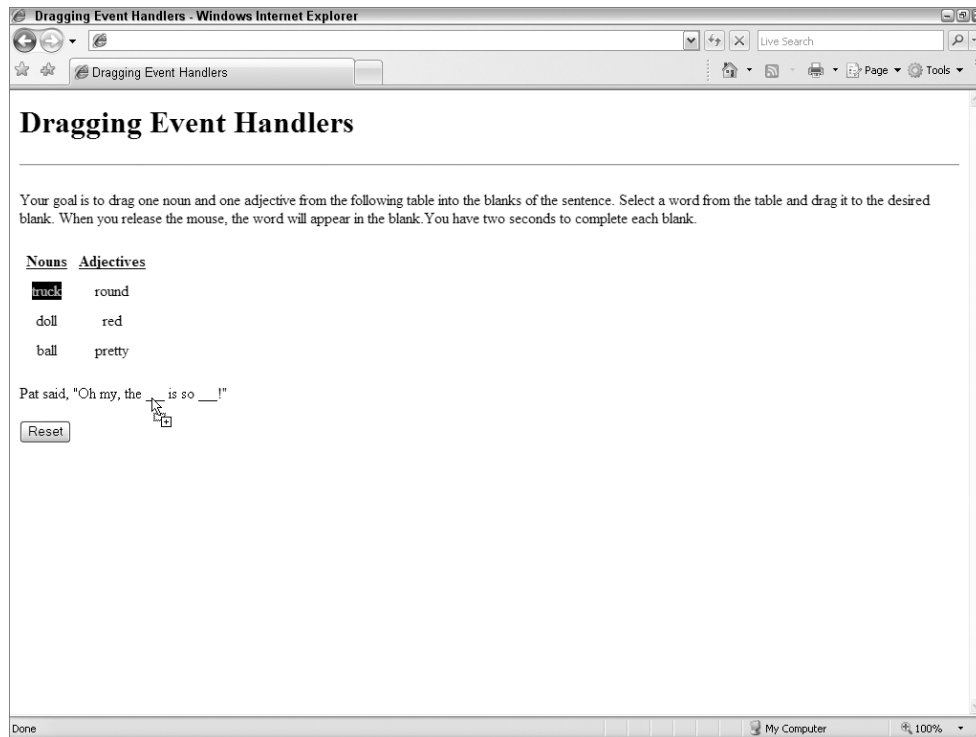 Dragging Event Handlers - Windows Internet Explorer
Live Search
Dragging Event Handlers
Page
Tools
Dragging Event Handlers
Your goal is to drag one noun and one adjective from the following table into the blanks of the sentence. Select a word from the table and drag it to the desired
blank. When you release the mouse, the word will appear in the blank.You have two seconds to complete each blank.
Nouns Adjectives
truck round
doll red
ball pretty
Pat said, "Oh my, the ___ is so ___!"
Reset
Done My Computer 100%